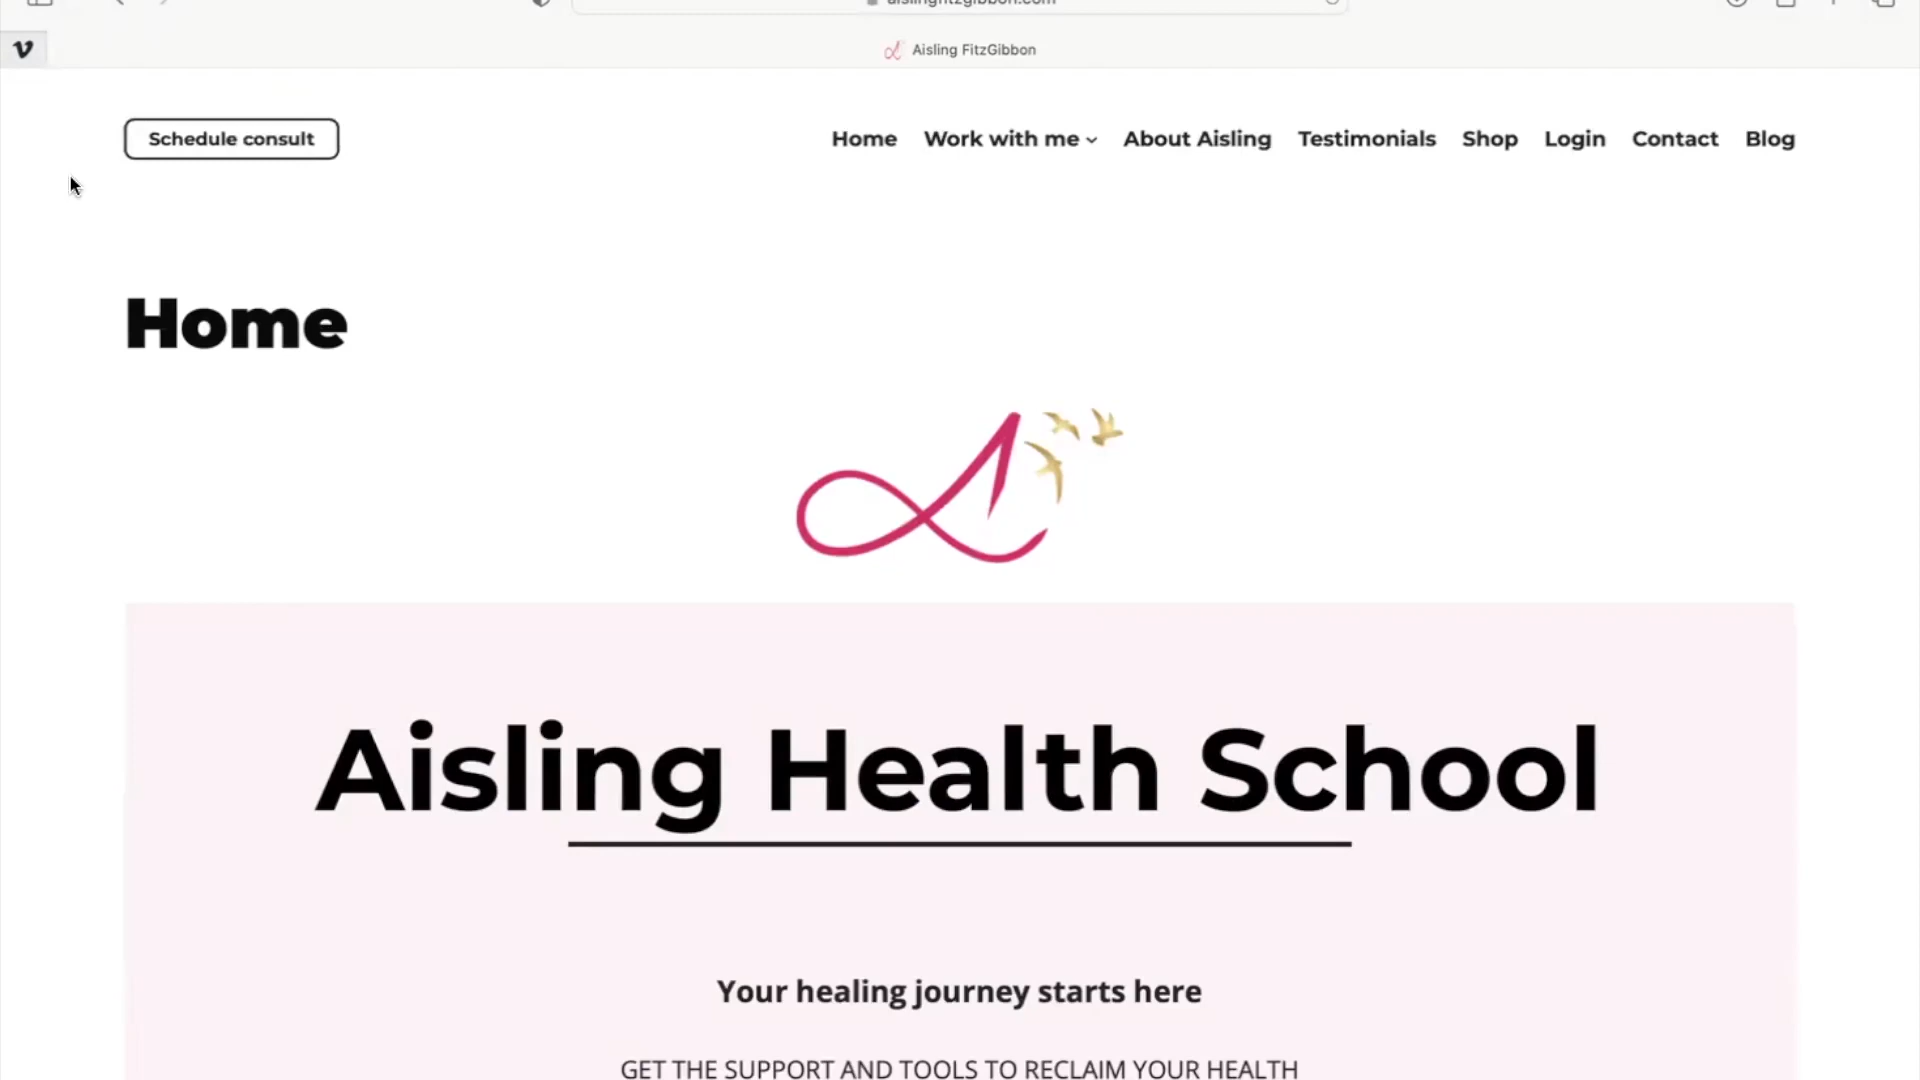 Aisling FitzGibbon
Schedule consult
Home Work with me About Aisling Testimonials Shop Login Contact Blog
Home
Aisling Health School
Your healing journey starts here
GET THE SUPPORT AND TOOLS TO RECLAIM YOUR HEALTH